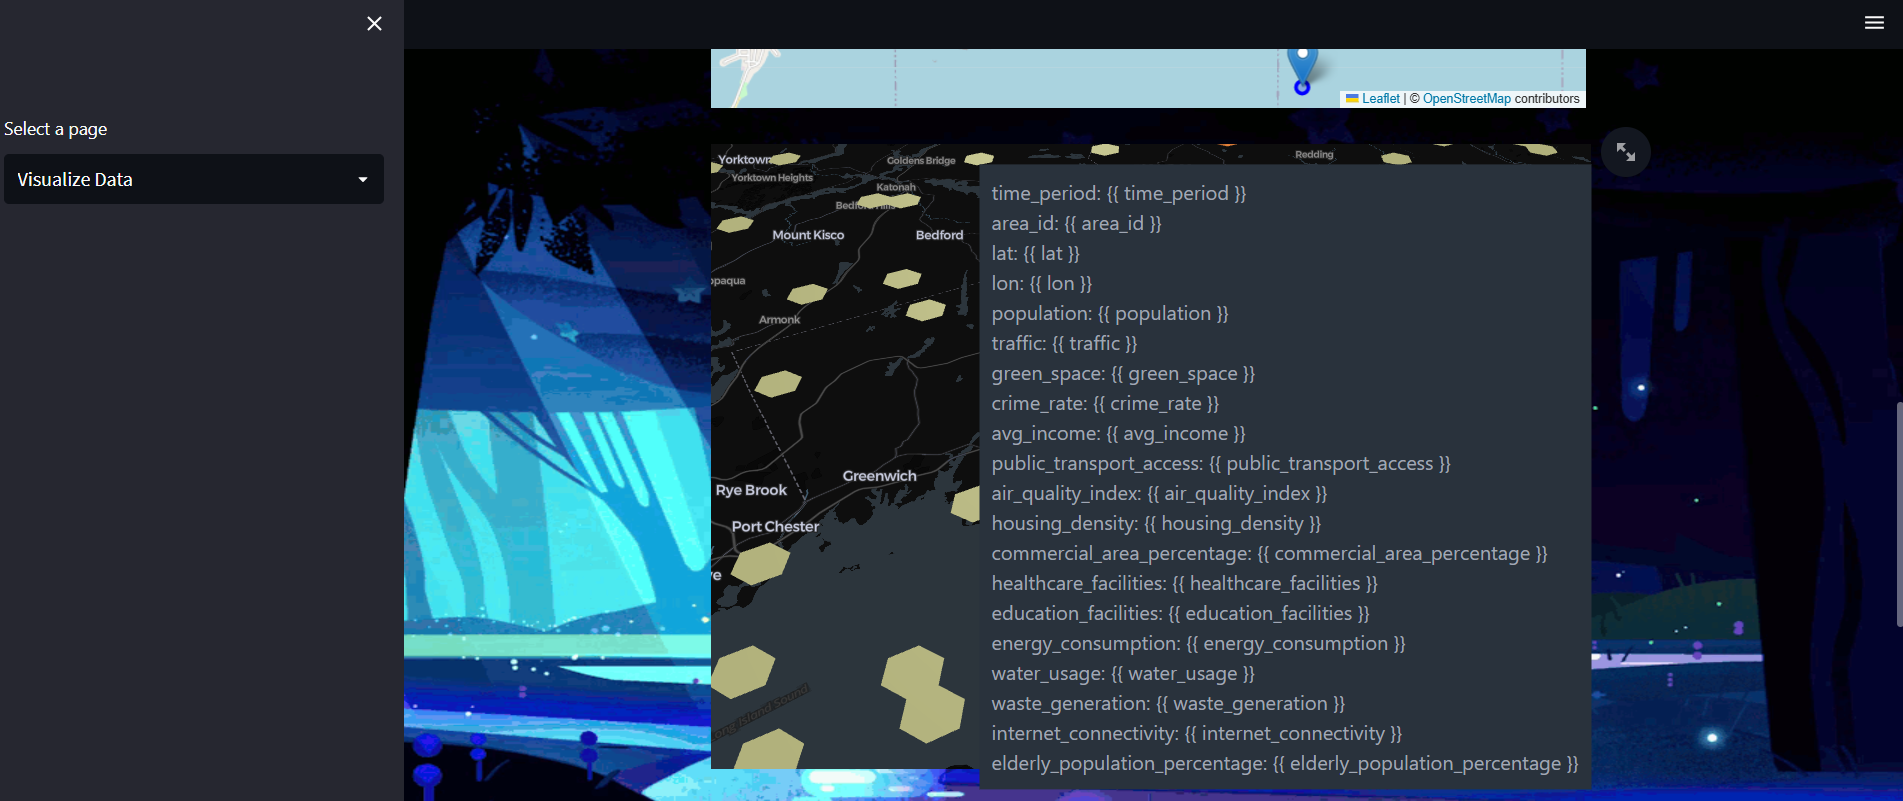 Select a page
Visualize Data
Leaflet | © OpenStreetMap contributors
Yorktown
Goldens Bridge
Redding
Yorktown Heights
Katonah
Mount Kisco
Bedford
Armonk
Greenwich
Rye Brook
Port Chester
Long Island Sound
time_period: {{ time_period }}
area_id: {{ area_id }}
lat: {{ lat }}
lon: {{ lon }}
population: {{ population }}
traffic: {{ traffic }}
green_space: {{ green_space }}
crime_rate: {{ crime_rate }}
avg_income: {{ avg_income }}
public_transport_access: {{ public_transport_access }}
air_quality_index: {{ air_quality_index }}
housing_density: {{ housing_density }}
commercial_area_percentage: {{ commercial_area_percentage }}
healthcare_facilities: {{ healthcare_facilities }}
education_facilities: {{ education_facilities }}
energy_consumption: {{ energy_consumption }}
water_usage: {{ water_usage }}
waste_generation: {{ waste_generation }}
internet_connectivity: {{ internet_connectivity }}
elderly_population_percentage: {{ elderly_population_percentage }}